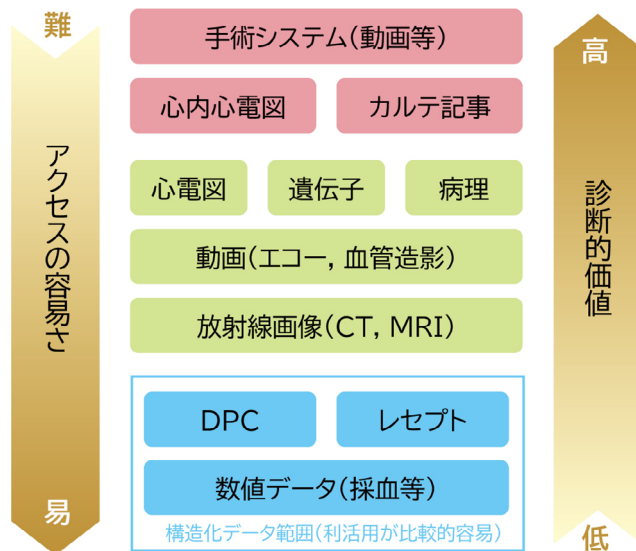 難
アクセスの容易さ
易
手術システム(動画等)
心内心電図
カルテ記事
心電図
遺伝子
病理
動画(エコー, 血管造影)
放射線画像(CT, MRI)
DPC
レセプト
数値データ(採血等)
構造化データ範囲(利活用が比較的容易)
高
診断的価値
低